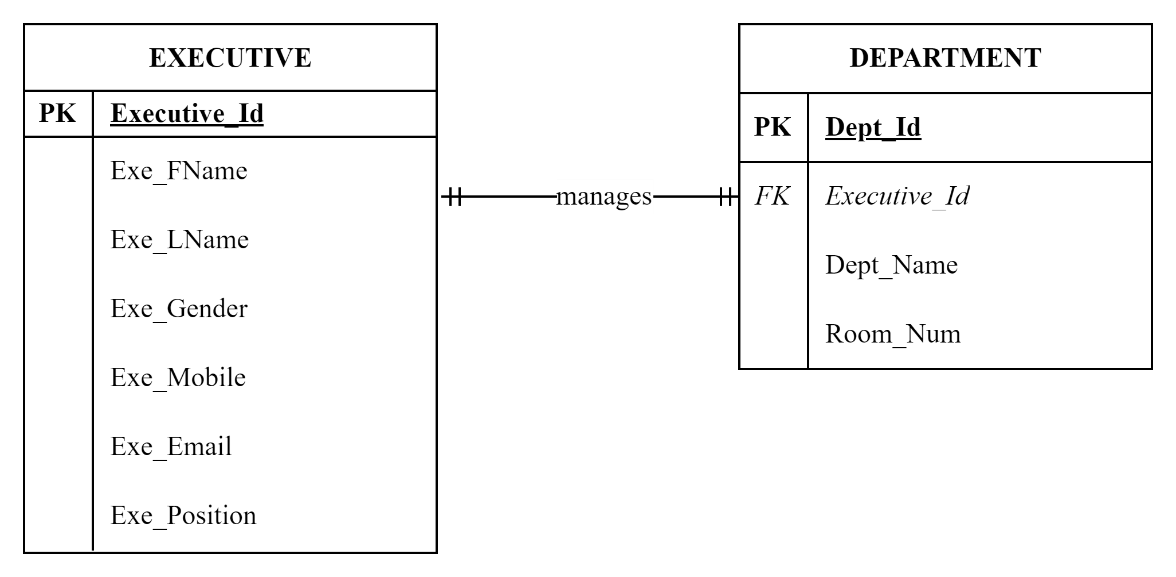 EXECUTIVE
PK Executive_Id
Exe_FName
Exe_LName
Exe_Gender
Exe_Mobile
Exe_Email
Exe_Position
manages
DEPARTMENT
PK Dept_Id
FK Executive_Id
Dept_Name
Room_Num